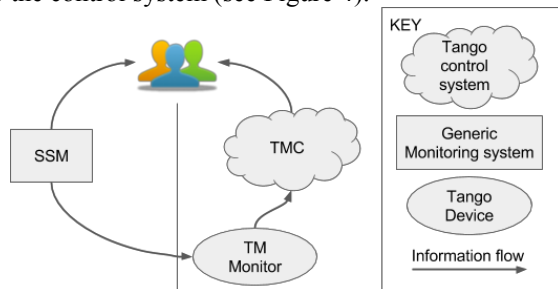 the control system (see Figure 4).
KEY
Tango
control
system
SSM
TMC
Generic
Monitoring system
Tango
Device
TM
Monitor
Information flow